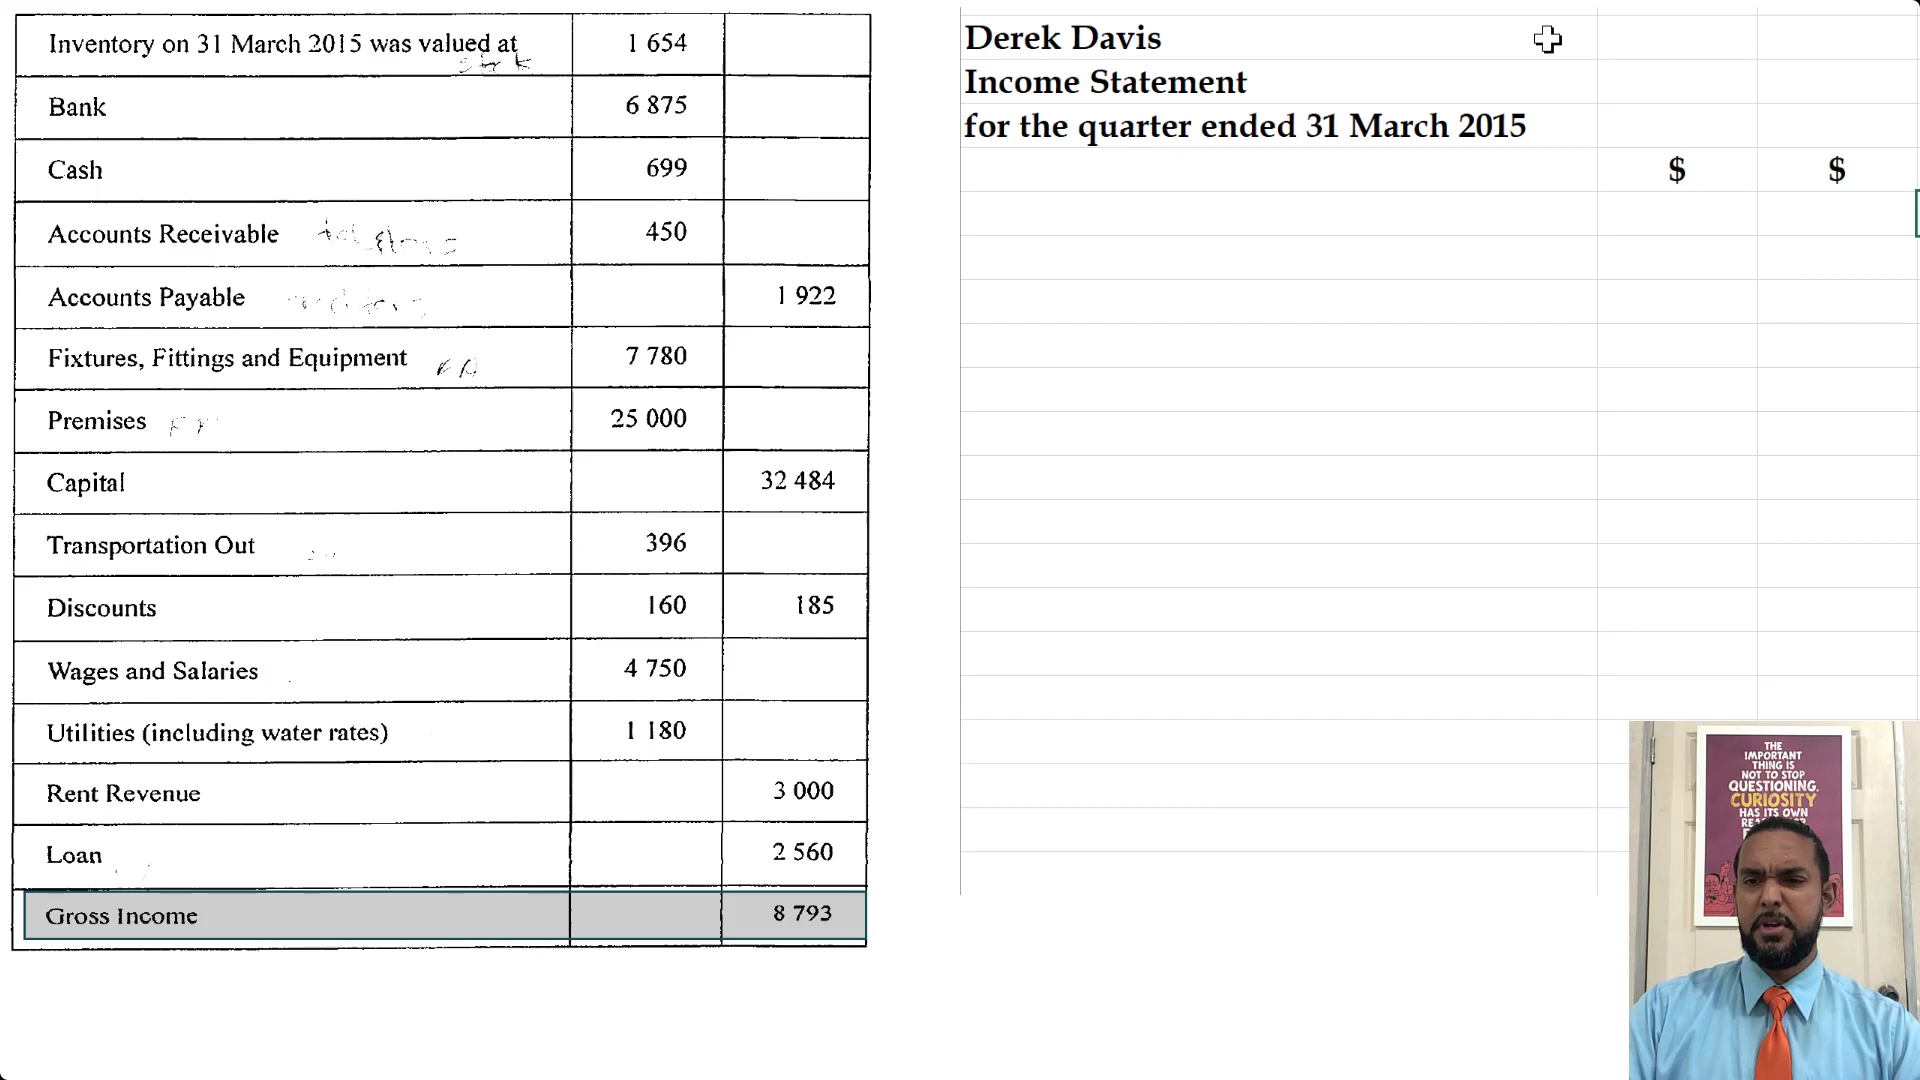 Inventory on 31 March 2015 was valued at 1 654
Bank 6 875
Cash 699
Accounts Receivable 450
Accounts Payable 1 922
Fixtures, Fittings and Equipment FA 7 780
Premises 25 000
Capital 32 484
Transportation Out 396
Discounts 160 185
Wages and Salaries 4 750
Utilities (including water rates) 1 180
Rent Revenue 3 000
Loan 2 560
Gross Income 8 793
Derek Davis
Income Statement
for the quarter ended 31 March 2015
$ $
THE
IMPORTANT
THING IS
NOT TO STOP
QUESTIONING.
CURIOSITY
HAS ITS OWN